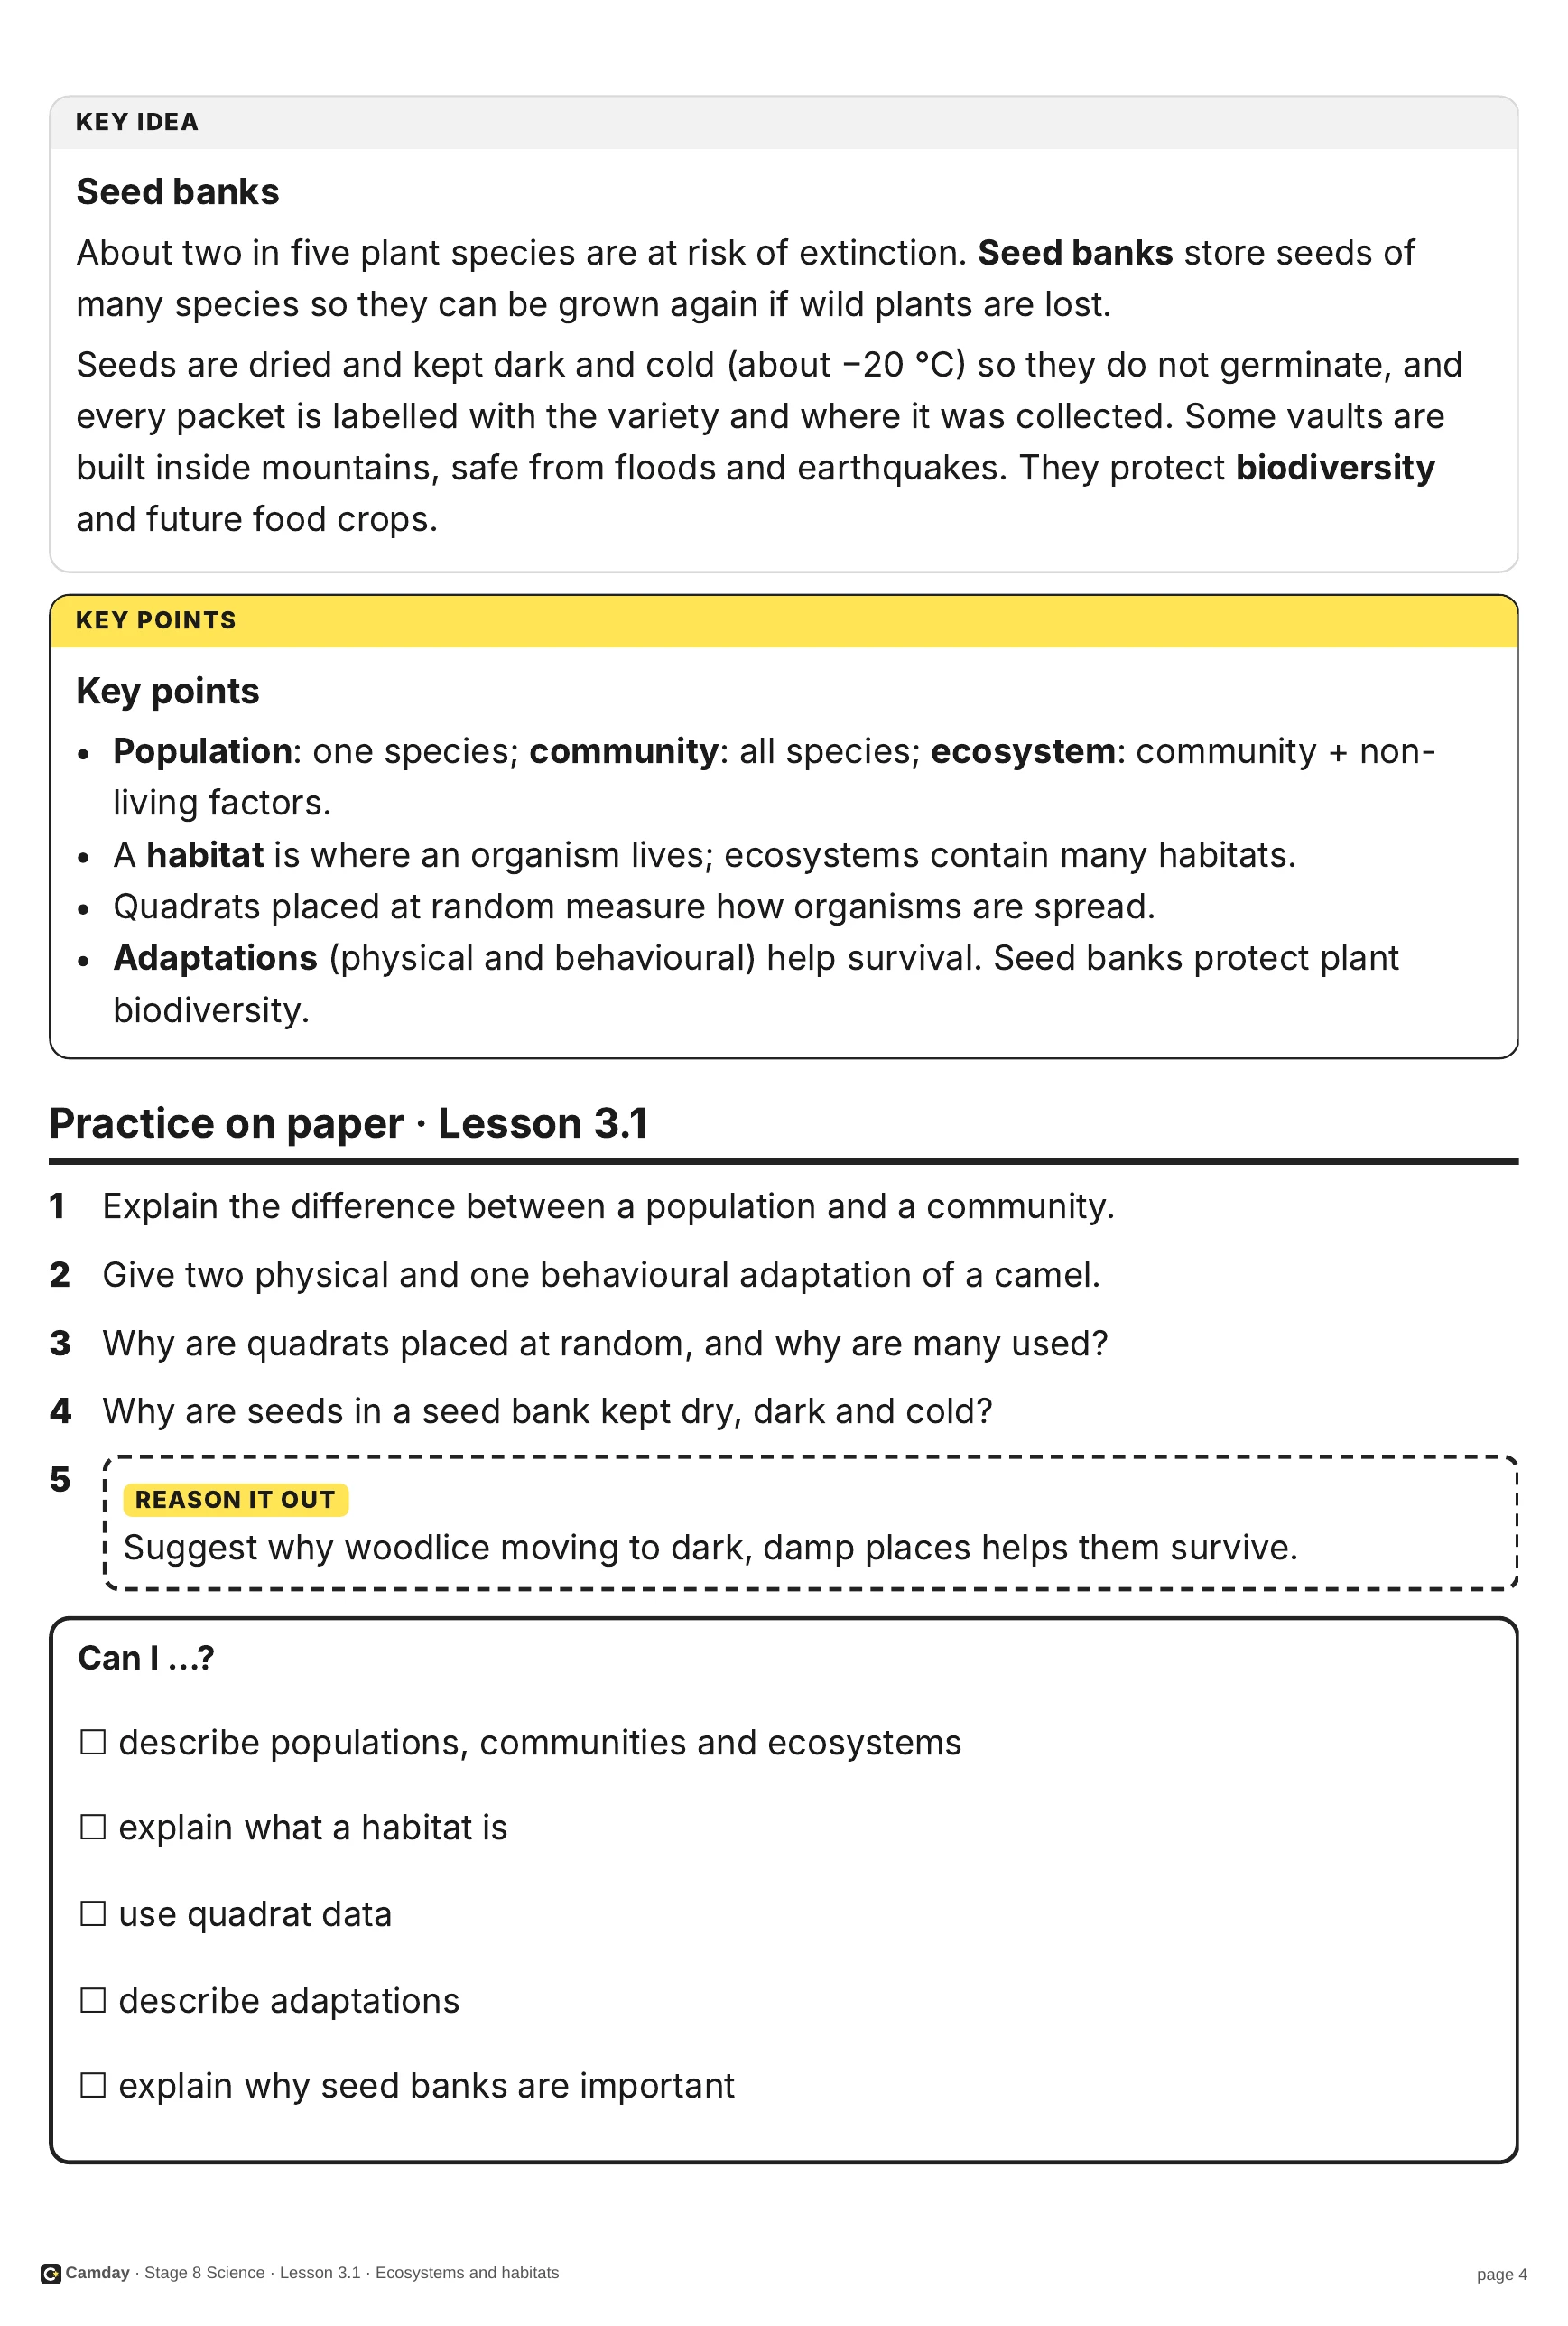 KEY IDEA
Seed banks
About two in five plant species are at risk of extinction. Seed banks store seeds of
many species so they can be grown again if wild plants are lost.
Seeds are dried and kept dark and cold (about −20 °C) so they do not germinate, and
every packet is labelled with the variety and where it was collected. Some vaults are
built inside mountains, safe from floods and earthquakes. They protect biodiversity
and future food crops.
KEY POINTS
Key points
• Population: one species; community: all species; ecosystem: community + non-
living factors.
• A habitat is where an organism lives; ecosystems contain many habitats.
• Quadrats placed at random measure how organisms are spread.
• Adaptations (physical and behavioural) help survival. Seed banks protect plant
biodiversity.
Practice on paper · Lesson 3.1
1 Explain the difference between a population and a community.
2 Give two physical and one behavioural adaptation of a camel.
3 Why are quadrats placed at random, and why are many used?
4 Why are seeds in a seed bank kept dry, dark and cold?
5
REASON IT OUT
Suggest why woodlice moving to dark, damp places helps them survive.
Can I …?
☐ describe populations, communities and ecosystems
☐ explain what a habitat is
☐ use quadrat data
☐ describe adaptations
☐ explain why seed banks are important
C Camday · Stage 8 Science · Lesson 3.1 · Ecosystems and habitats
page 4